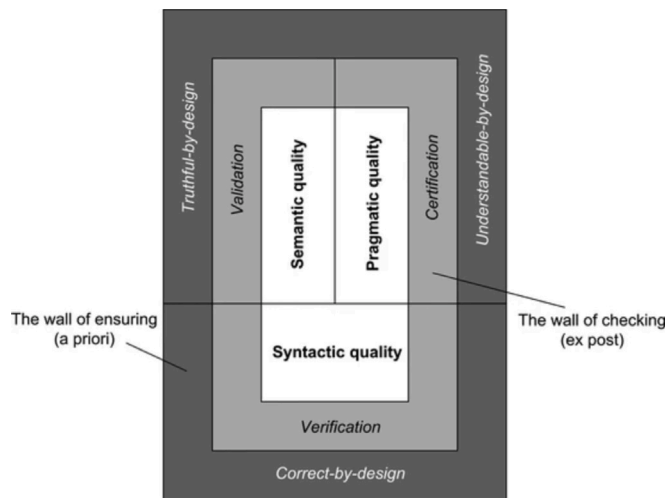 Truthful-by-design
Validation
Semantic quality
Pragmatic quality
Certification
Understandable-by-design
The wall of ensuring
(a priori)
The wall of checking
(ex post)
Syntactic quality
Verification
Correct-by-design